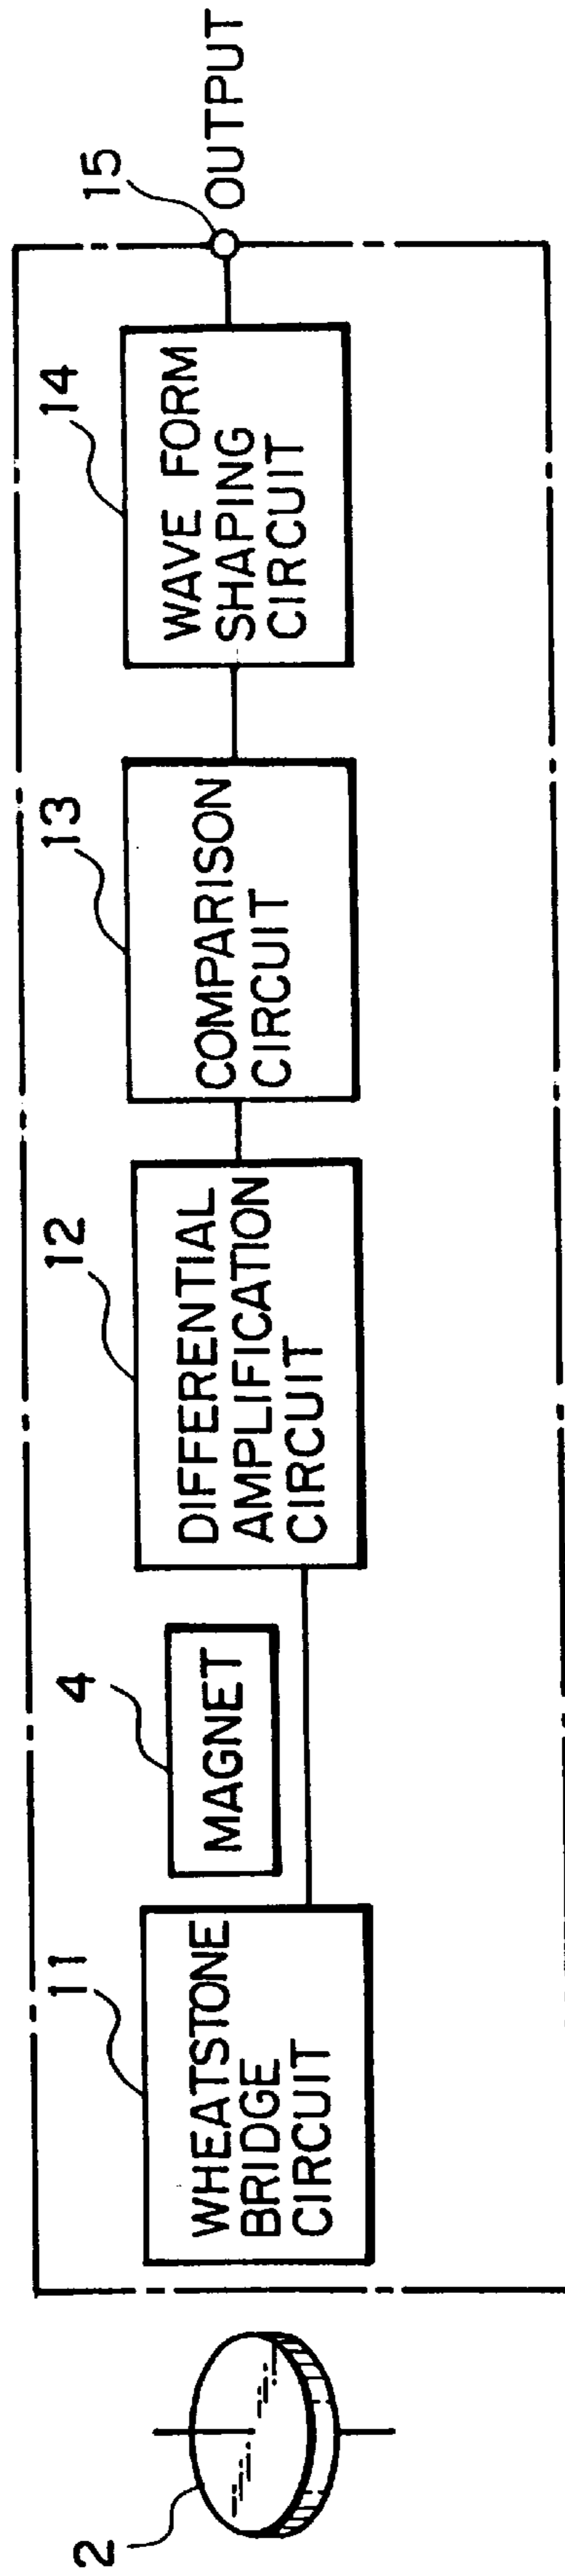 2
11
WHEATSTONE
BRIDGE
CIRCUIT
4
MAGNET
12
DIFFERENTIAL
AMPLIFICATION
CIRCUIT
13
COMPARISON
CIRCUIT
14
WAVE FORM
SHAPING
CIRCUIT
15
OUTPUT